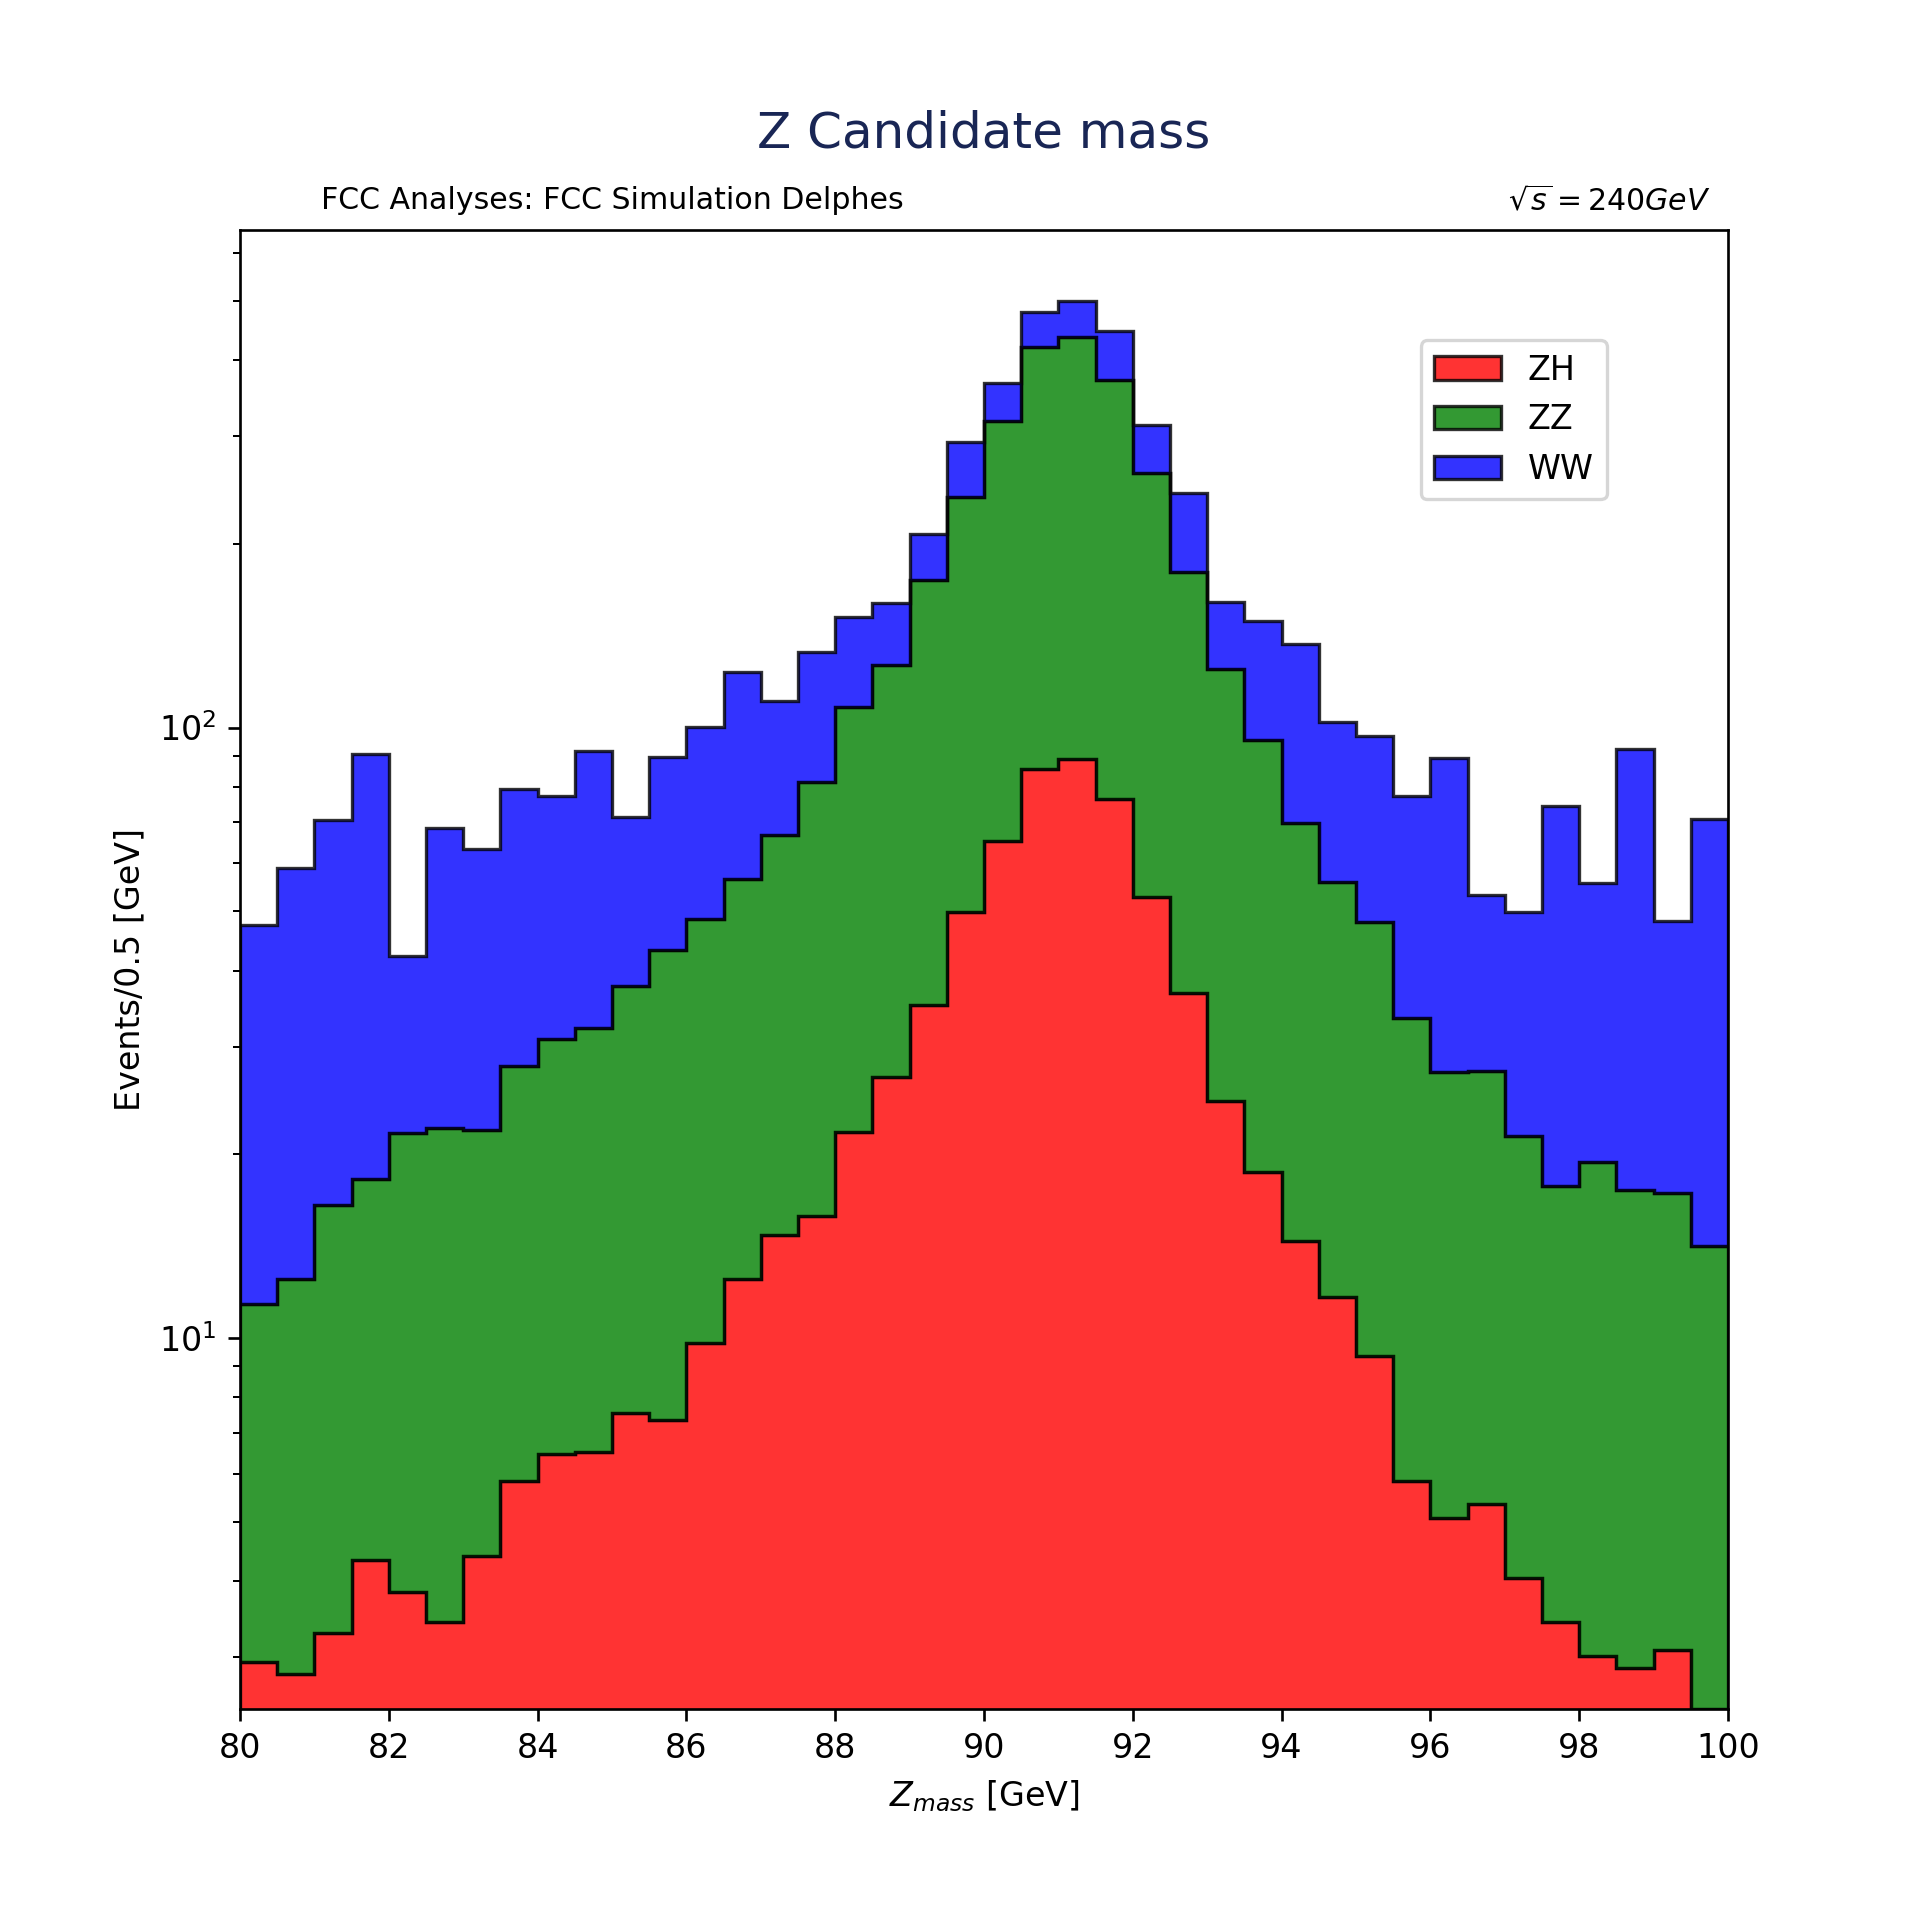 Z Candidate mass
FCC Analyses: FCC Simulation Delphes
√s = 240GeV
ZH
ZZ
WW
10²
10¹
Events/0.5 [GeV]
80 82 84 86 88 90 92 94 96 98 100
Z_mass [GeV]